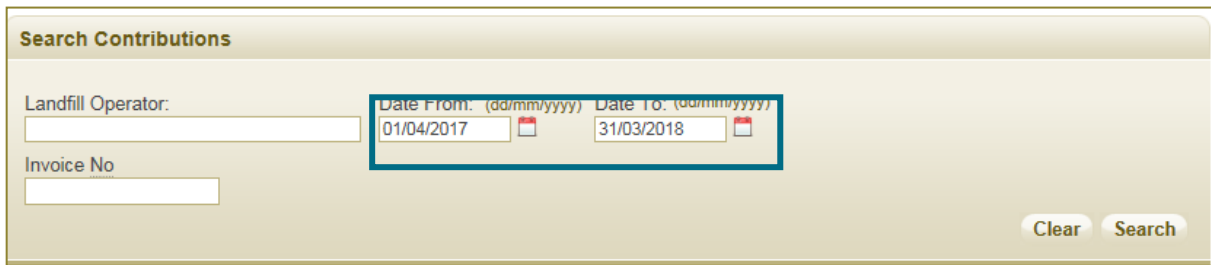 Search Contributions
Landfill Operator: Date From: (dd/mm/yyyy) Date To: (dd/mm/yyyy)
01/04/2017 31/03/2018
Invoice No
Clear Search